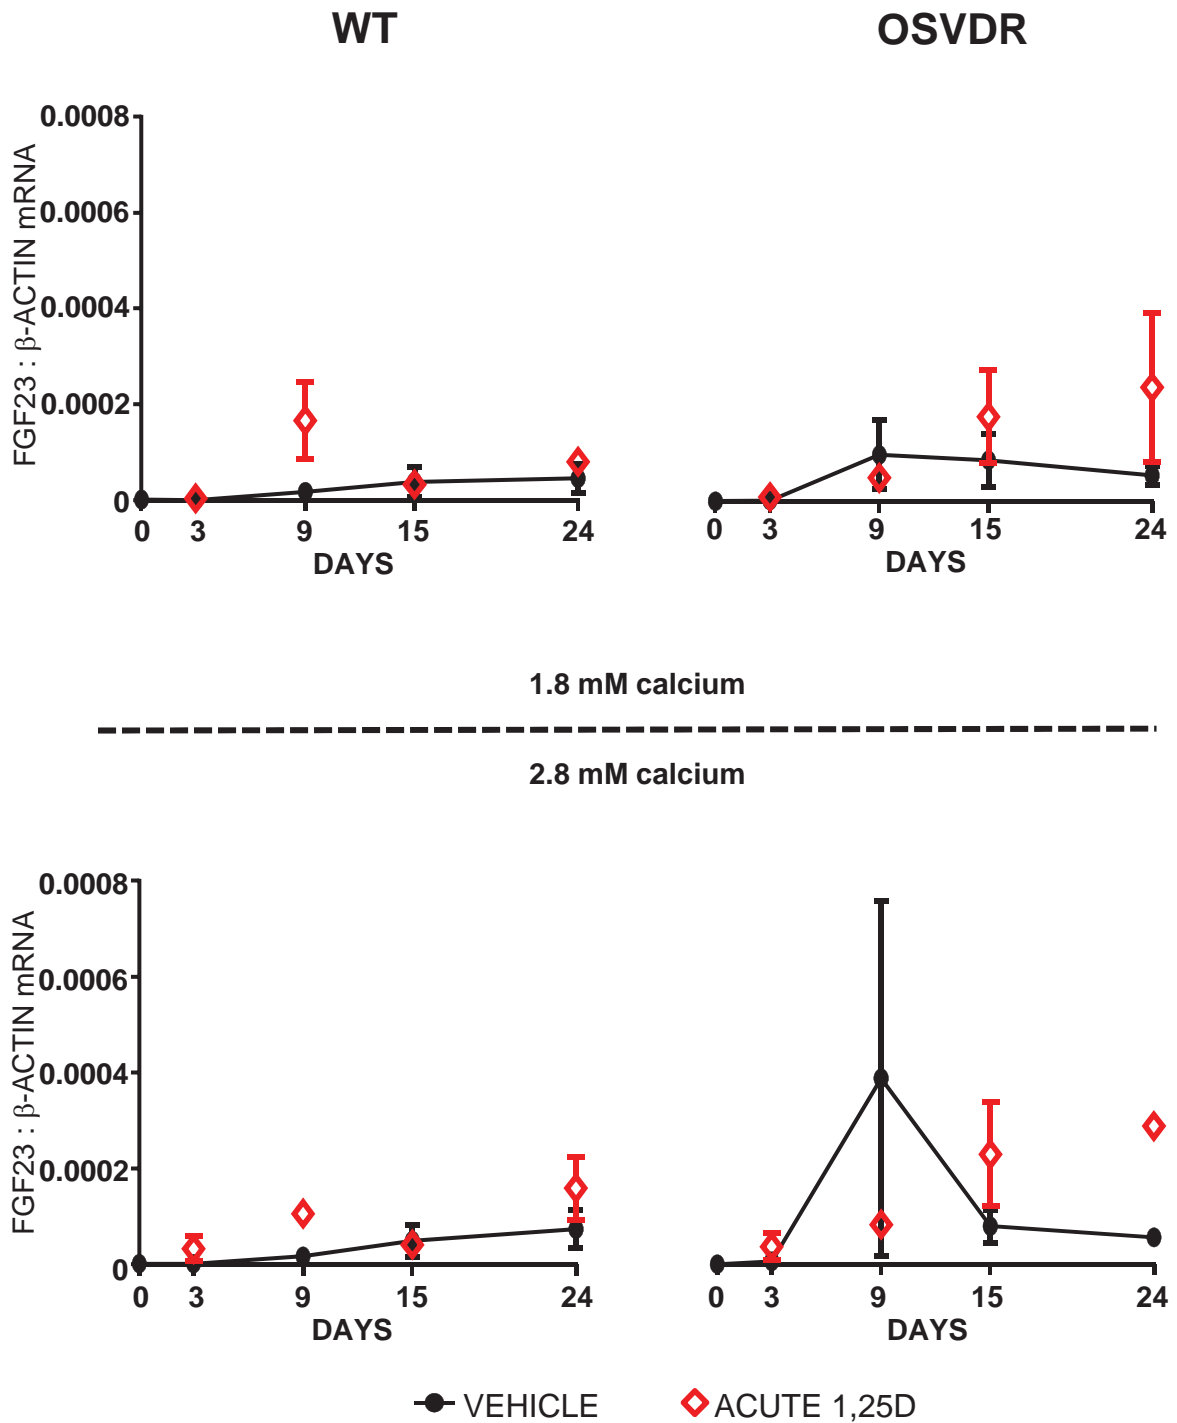 WT
OSVDR
FGF23 : β-ACTIN mRNA
0.0008
0.0006
0.0004
0.0002
0
0 3 9 15 24
DAYS
0 3 9 15 24
DAYS
1.8 mM calcium
2.8 mM calcium
FGF23 : β-ACTIN mRNA
0.0008
0.0006
0.0004
0.0002
0
0 3 9 15 24
DAYS
0 3 9 15 24
DAYS
VEHICLE
ACUTE 1,25D